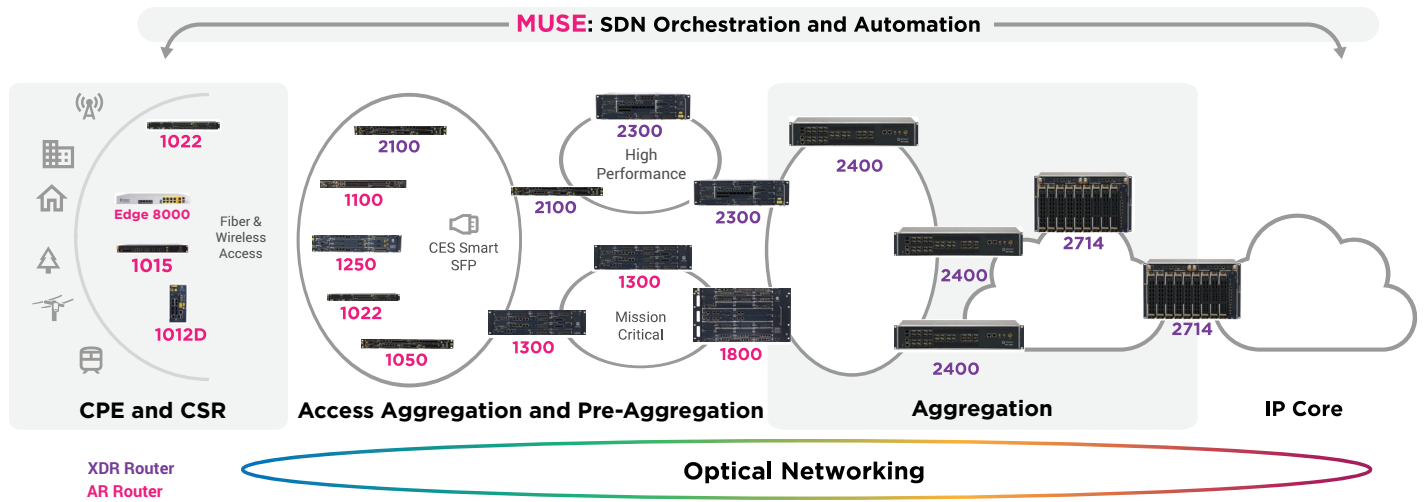 MUSE: SDN Orchestration and Automation
1022
Edge 8000
1015
1012D
Fiber &
Wireless
Access
CPE and CSR
2100
1100
1250
1022
1050
CES Smart
SFP
2100
1300
2300
High
Performance
2300
1300
Mission
Critical
1800
Access Aggregation and Pre-Aggregation
2400
2400
2400
2714
2714
Aggregation
IP Core
XDR Router
AR Router
Optical Networking